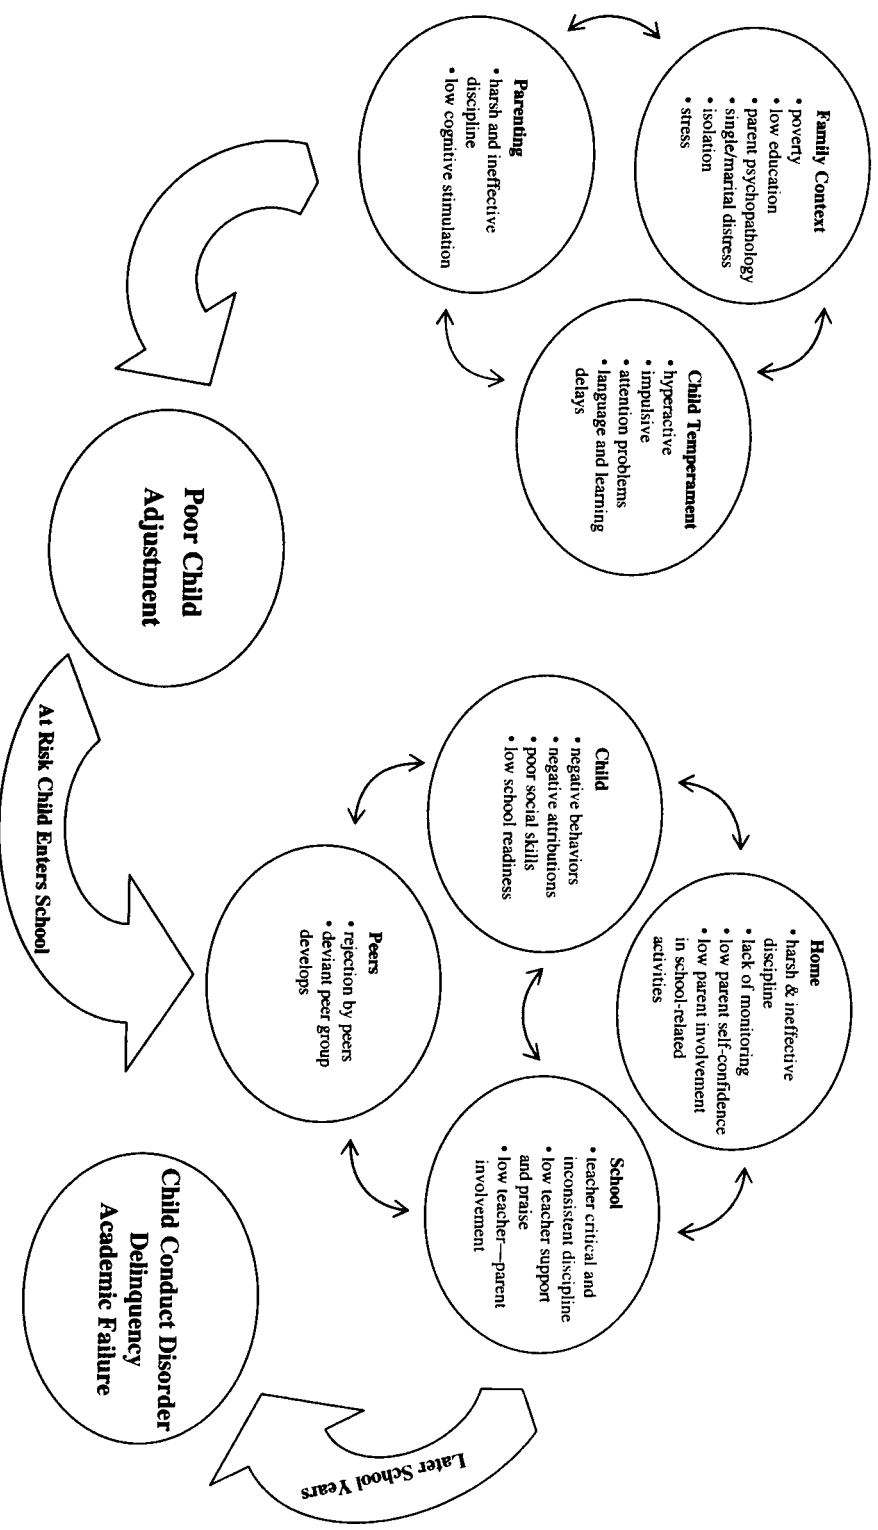 Family Context
• poverty
• low education
• parent psychopathology
• single/marital distress
• isolation
• stress
Parenting
• harsh and ineffective
discipline
• low cognitive stimulation
Child Temperament
• hyperactive
• impulsive
• attention problems
• language and learning
delays
Poor Child
Adjustment
At Risk Child Enters School
Home
• harsh & ineffective
discipline
• lack of monitoring
• low parent self-confidence
• low parent involvement
in school-related
activities
Child
• negative behaviors
• negative attributions
• poor social skills
• low school readiness
School
• teacher critical and
inconsistent discipline
• low teacher support
and praise
• low teacher—parent
involvement
Peers
• rejection by peers
• deviant peer group
develops
Later School Years
Child Conduct Disorder
Delinquency
Academic Failure